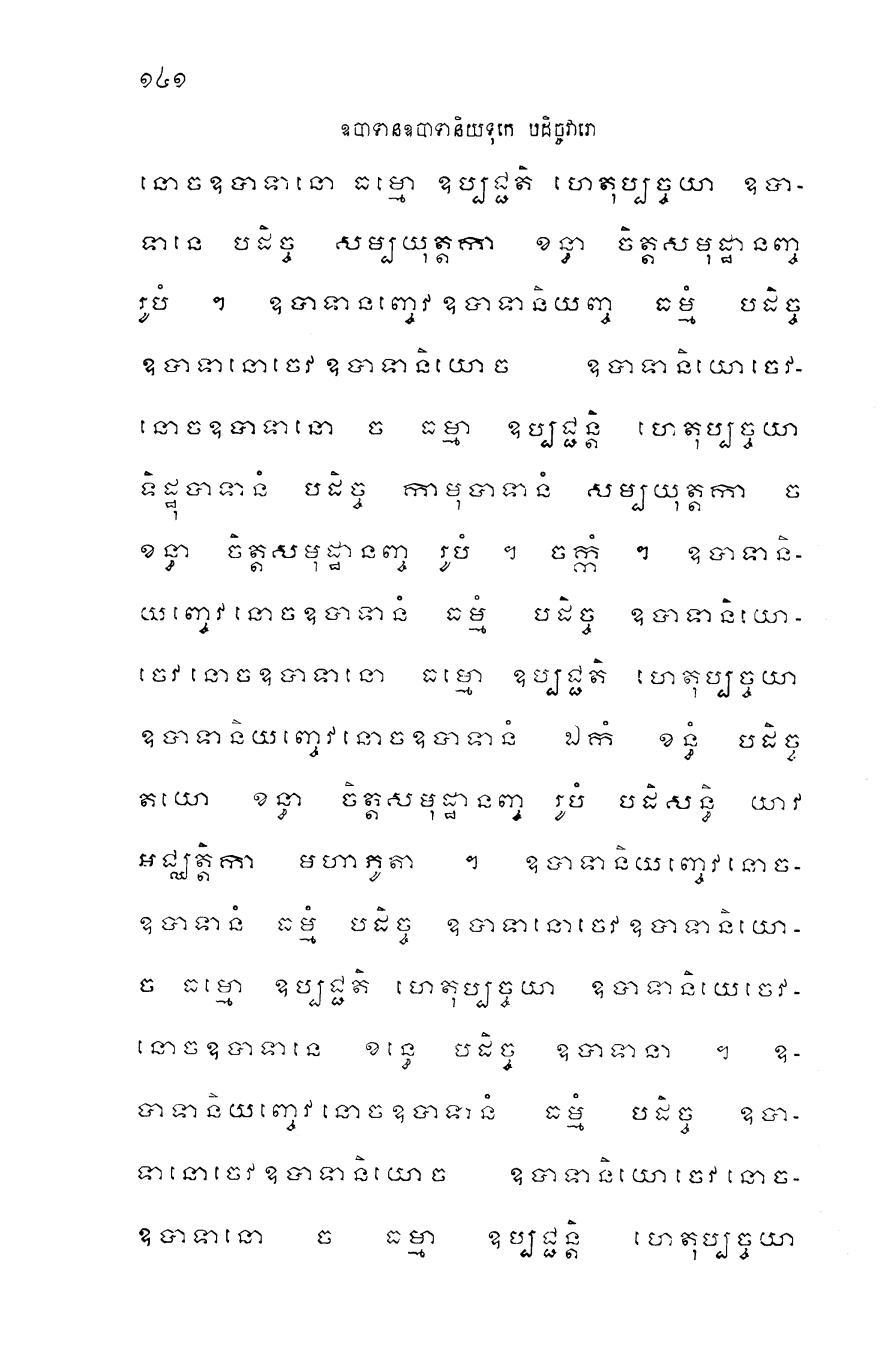 ១៤១
ឧបាទានឧបាទានិយទុកេ បដិច្ចវារោ
នោចឧបាទានោ ធម្មោ ឧប្បជ្ជតិ ហេតុប្បច្ចយា ឧបា-
ទានេ បដិច្ច សម្បយុត្តកា ខន្ធា ចិត្តសមុដ្ឋានញ្ច
រូបំ ។ ឧបាទានញ្ចេវឧបាទានិយញ្ច ធម្មំ បដិច្ច
ឧបាទានោចេវឧបាទានិយោច ឧបាទានិយោចេវ-
នោចឧបាទានោ ច ធម្មា ឧប្បជ្ជន្តិ ហេតុប្បច្ចយា
ទិដ្ឋុបាទានំ បដិច្ច កាមុបាទានំ សម្បយុត្តកា ច
ខន្ធា ចិត្តសមុដ្ឋានញ្ច រូបំ ។ ចក្កំ ។ ឧបាទានិ-
យញ្ចេវនោចឧបាទានំ ធម្មំ បដិច្ច ឧបាទានិយោ-
ចេវនោចឧបាទានោ ធម្មោ ឧប្បជ្ជតិ ហេតុប្បច្ចយា
ឧបាទានិយញ្ចេវនោចឧបាទានំ ឯកំ ខន្ធំ បដិច្ច
តយោ ខន្ធា ចិត្តសមុដ្ឋានញ្ច រូបំ បដិសន្ធិ យាវ
អជ្ឈត្តិកា មហាភូតា ។ ឧបាទានិយញ្ចេវនោច-
ឧបាទានំ ធម្មំ បដិច្ច ឧបាទានោចេវឧបាទានិយោ-
ច ធម្មោ ឧប្បជ្ជតិ ហេតុប្បច្ចយា ឧបាទានិយេចេវ-
នោចឧបាទានេ ខន្ធេ បដិច្ច ឧបាទានា ។ ឧ-
បាទានិយញ្ចេវនោចឧបាទានំ ធម្មំ បដិច្ច ឧបា-
ទានោចេវឧបាទានិយោច ឧបាទានិយោចេវនោច-
ឧបាទានោ ច ធម្មា ឧប្បជ្ជន្តិ ហេតុប្បច្ចយា